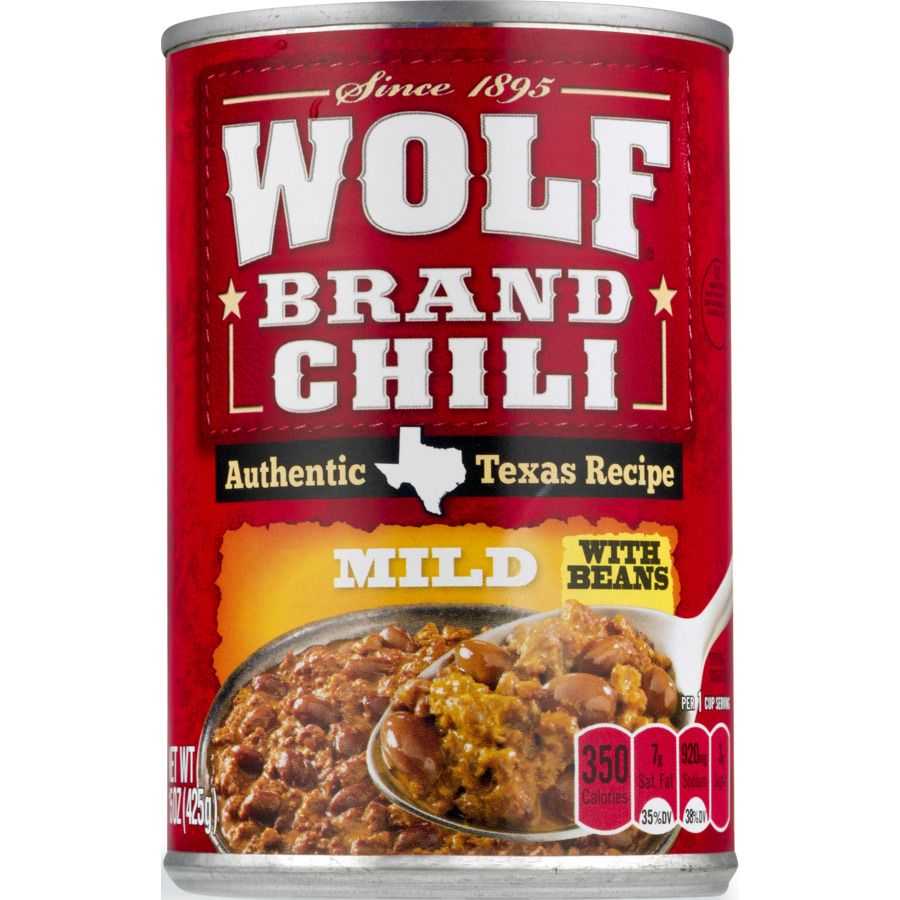 Since 1895
WOLF
BRAND
CHILI
Authentic Texas Recipe
MILD
WITH
BEANS
PER 1 CUP SERVING
350
Calories
7g
Sat. Fat
35% DV
920mg
Sodium
38% DV
NET WT
(425g)